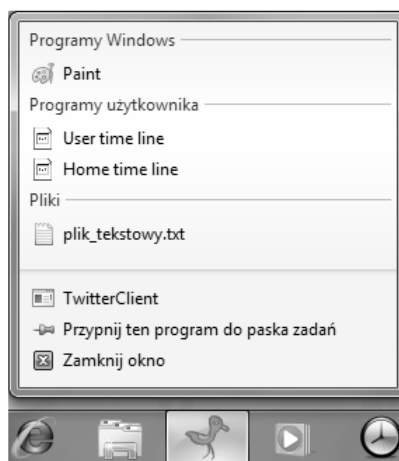 Programy Windows
Paint
Programy użytkownika
User time line
Home time line
Pliki
plik_tekstowy.txt
TwitterClient
Przypnij ten program do paska zadań
Zamknij okno